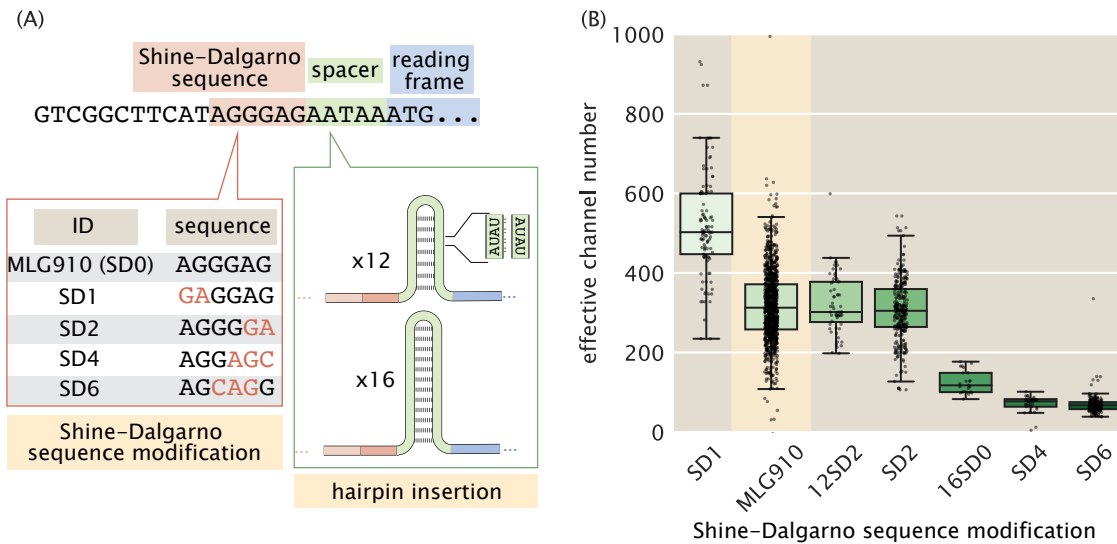 (A)
Shine-Dalgarno
sequence
spacer
reading
frame
GTCGGCTTCATAGGGAGAATAAATG...
ID sequence
MLG910 (SD0) AGGGAG
SD1 GAGGAG
SD2 AGGGGA
SD4 AGGAGC
SD6 AGCAGG
Shine-Dalgarno
sequence modification
x12
AUAU AUAU
x16
hairpin insertion
(B)
effective channel number
1000
800
600
400
200
0
SD1 MLG910 12SD2 SD2 16SD0 SD4 SD6
Shine-Dalgarno sequence modification